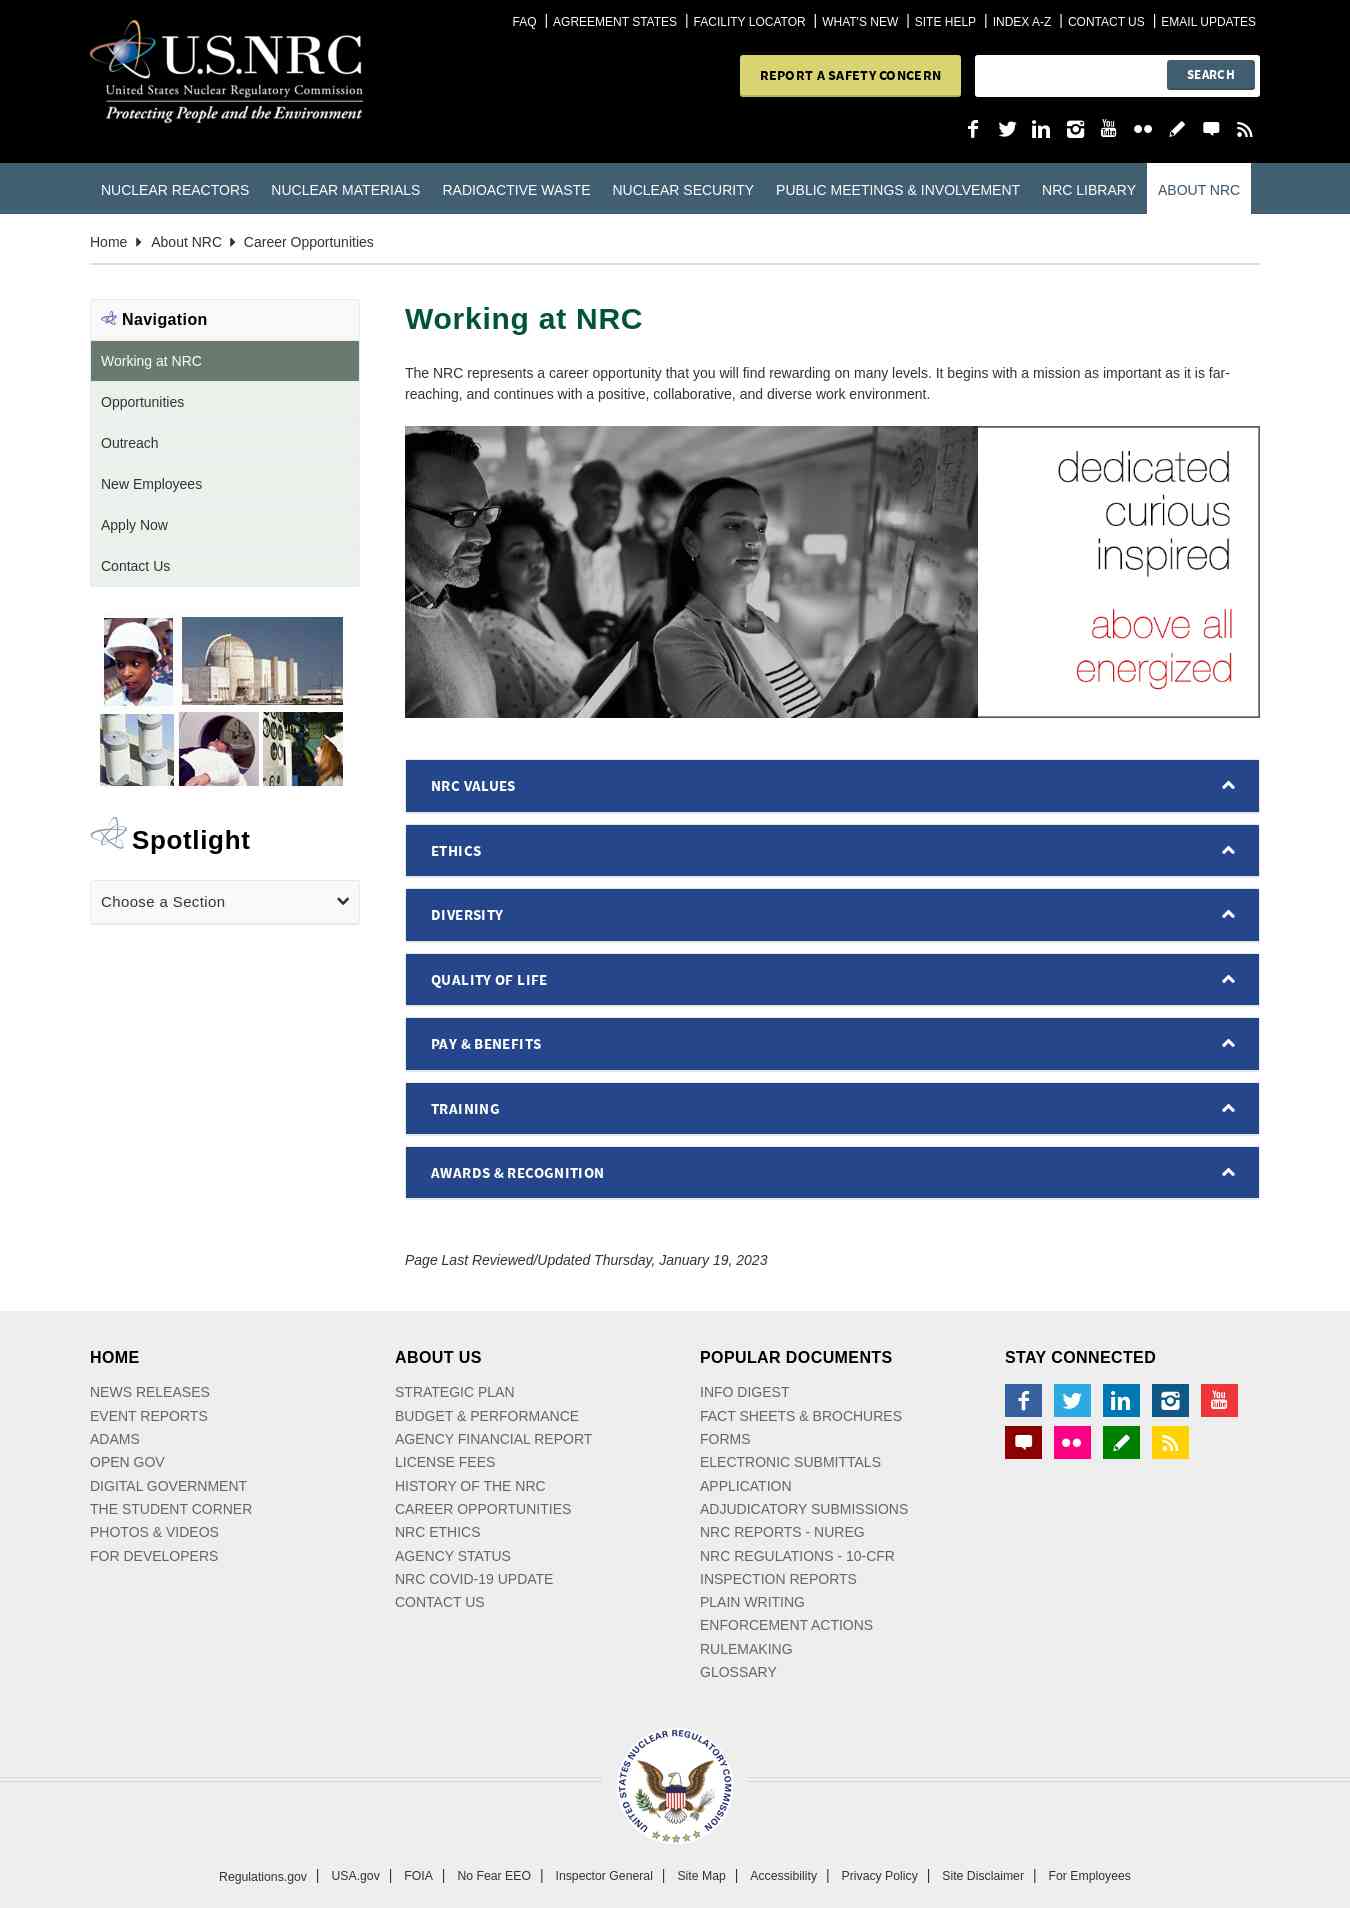 FAQ | AGREEMENT STATES | FACILITY LOCATOR | WHAT'S NEW | SITE HELP | INDEX A-Z | CONTACT US | EMAIL UPDATES
U.S.NRC
United States Nuclear Regulatory Commission
Protecting People and the Environment
REPORT A SAFETY CONCERN
SEARCH
NUCLEAR REACTORS NUCLEAR MATERIALS RADIOACTIVE WASTE NUCLEAR SECURITY PUBLIC MEETINGS & INVOLVEMENT NRC LIBRARY ABOUT NRC
Home About NRC Career Opportunities
Navigation
Working at NRC
Opportunities
Outreach
New Employees
Apply Now
Contact Us
Spotlight
Choose a Section
Working at NRC
The NRC represents a career opportunity that you will find rewarding on many levels. It begins with a mission as important as it is far-
reaching, and continues with a positive, collaborative, and diverse work environment.
dedicated
curious
inspired
above all
energized
NRC VALUES
ETHICS
DIVERSITY
QUALITY OF LIFE
PAY & BENEFITS
TRAINING
AWARDS & RECOGNITION
Page Last Reviewed/Updated Thursday, January 19, 2023
HOME
NEWS RELEASES
EVENT REPORTS
ADAMS
OPEN GOV
DIGITAL GOVERNMENT
THE STUDENT CORNER
PHOTOS & VIDEOS
FOR DEVELOPERS
ABOUT US
STRATEGIC PLAN
BUDGET & PERFORMANCE
AGENCY FINANCIAL REPORT
LICENSE FEES
HISTORY OF THE NRC
CAREER OPPORTUNITIES
NRC ETHICS
AGENCY STATUS
NRC COVID-19 UPDATE
CONTACT US
POPULAR DOCUMENTS
INFO DIGEST
FACT SHEETS & BROCHURES
FORMS
ELECTRONIC SUBMITTALS
APPLICATION
ADJUDICATORY SUBMISSIONS
NRC REPORTS - NUREG
NRC REGULATIONS - 10-CFR
INSPECTION REPORTS
PLAIN WRITING
ENFORCEMENT ACTIONS
RULEMAKING
GLOSSARY
STAY CONNECTED
You Tube
UNITED STATES NUCLEAR REGULATORY COMMISSION
Regulations.gov | USA.gov | FOIA | No Fear EEO | Inspector General | Site Map | Accessibility | Privacy Policy | Site Disclaimer | For Employees